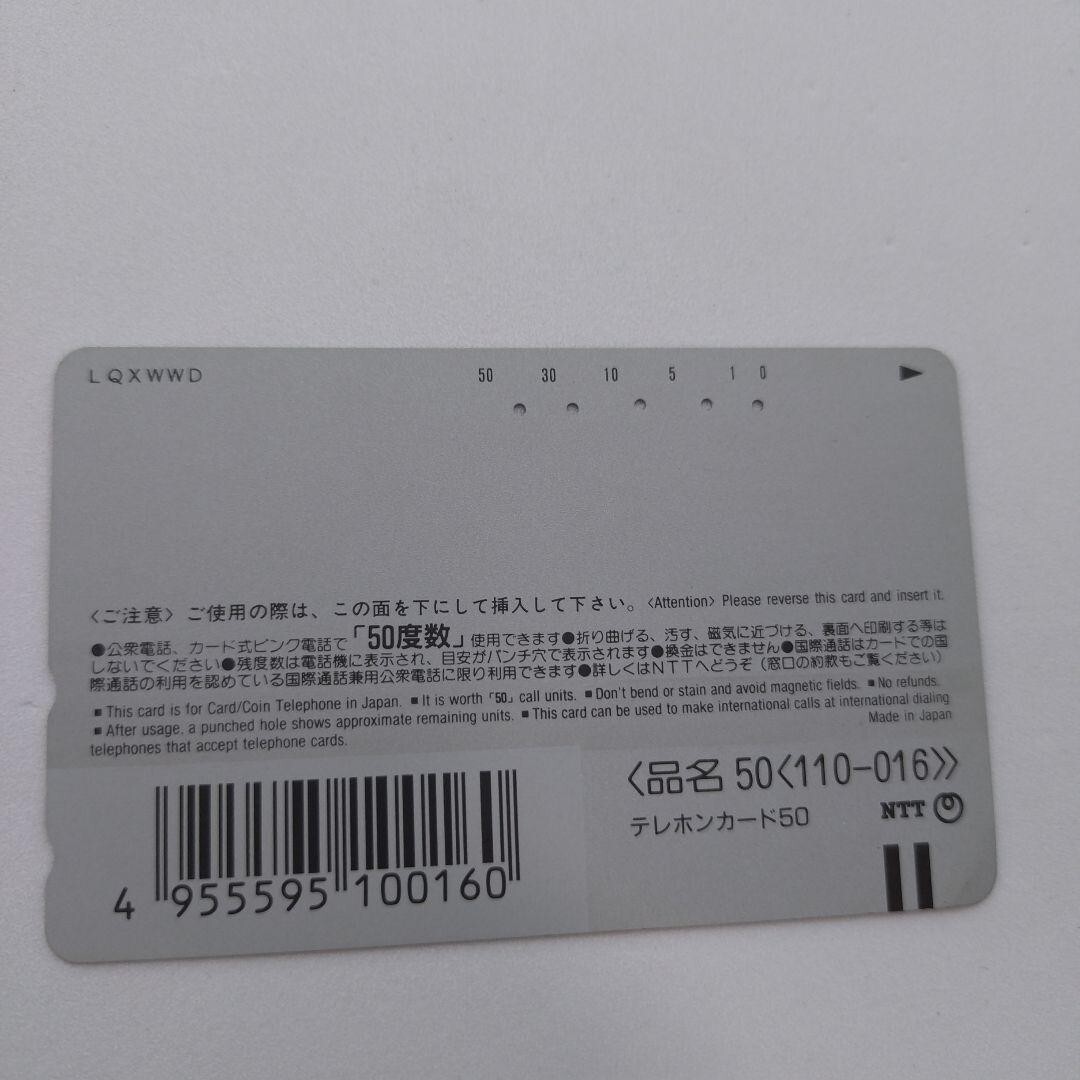 LQXWWD 50 30 10 5 1 0
〈ご注意〉ご使用の際は、この面を下にして挿入して下さい。〈Attention〉Please reverse this card and insert it.
●公衆電話、カード式ピンク電話で「50度数」使用できます●折り曲げる、汚す、磁気に近づける、裏面へ印刷する等は
しないでください●残度数は電話機に表示され、目安がパンチ穴で表示されます●換金はできません●国際通話はカードでの国
際通話の利用を認めている国際通話兼用公衆電話に限り利用できます●詳しくはNTTへどうぞ（窓口の約款もご覧ください）
■This card is for Card/Coin Telephone in Japan. ■It is worth「50」call units. ■Don't bend or stain and avoid magnetic fields. ■No refunds.
■After usage, a punched hole shows approximate remaining units. ■This card can be used to make international calls at international dialing
telephones that accept telephone cards.
Made in Japan
〈品名 50〈110-016》
テレホンカード50
NTT
4 955595 100160